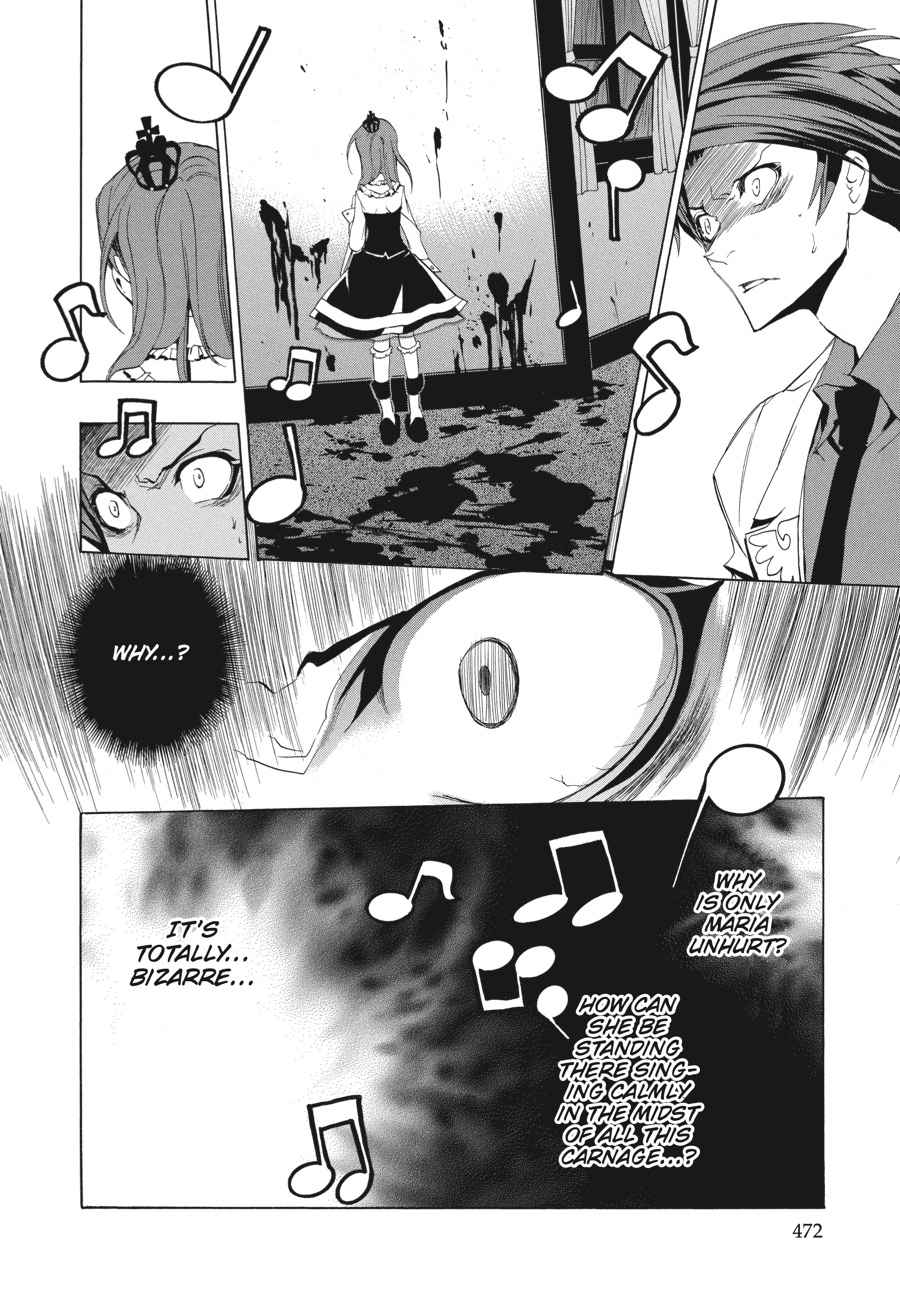 WHY...?
WHY
IS ONLY
MARIA
UNHURT?
HOW CAN
SHE BE
STANDING
THERE SING-
ING CALMLY
IN THE MIDST
OF ALL THIS
CARNAGE...?
IT'S
TOTALLY...
BIZARRE...
472